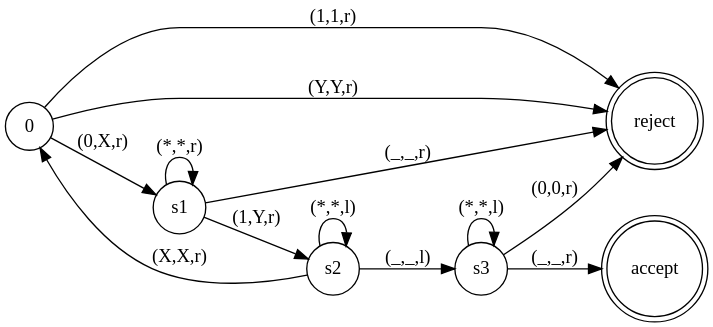 (1,1,r)
(Y,Y,r)
0
reject
(0,X,r)
(*,*,r)
(_,_,r)
s1
(1,Y,r)
(*,*,l)
(*,*,l)
(0,0,r)
(X,X,r)
s2
(_,_,l)
s3
(_,_,r)
accept